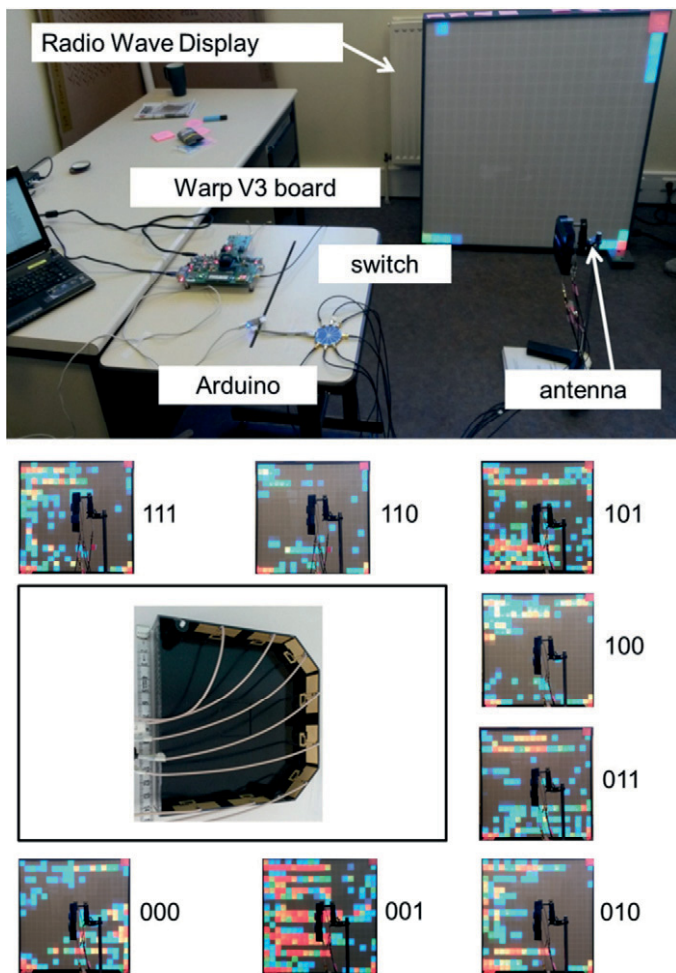 Radio Wave Display
Warp V3 board
switch
Arduino
antenna
111
110
101
100
011
000
001
010